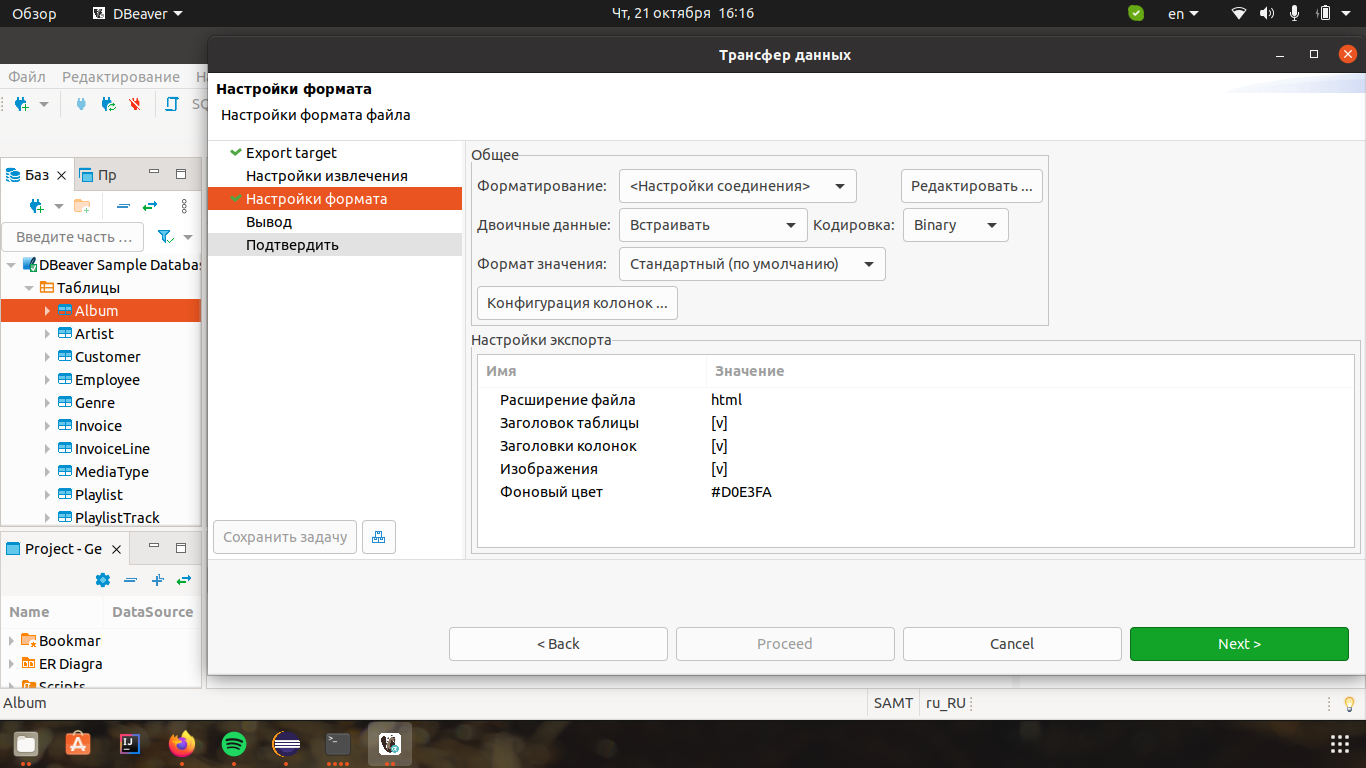 Обзор DBeaver Чт, 21 октября 16:16 en
Трансфер данных
Файл Редактирование
Настройки формата
Настройки формата файла
Баз Пр
Введите часть ...
DBeaver Sample Databas
Таблицы
Album
Artist
Customer
Employee
Genre
Invoice
InvoiceLine
MediaType
Playlist
PlaylistTrack
Project - Ge
Name DataSource
Bookmar
ER Diagra
Scripts
Export target
Настройки извлечения
Настройки формата
Вывод
Подтвердить
Сохранить задачу
Общее
Форматирование: <Настройки соединения> Редактировать ...
Двоичные данные: Встраивать Кодировка: Binary
Формат значения: Стандартный (по умолчанию)
Конфигурация колонок ...
Настройки экспорта
Имя Значение
Расширение файла html
Заголовок таблицы [v]
Заголовки колонок [v]
Изображения [v]
Фоновый цвет #D0E3FA
< Back Proceed Cancel Next >
Album SAMT ru_RU